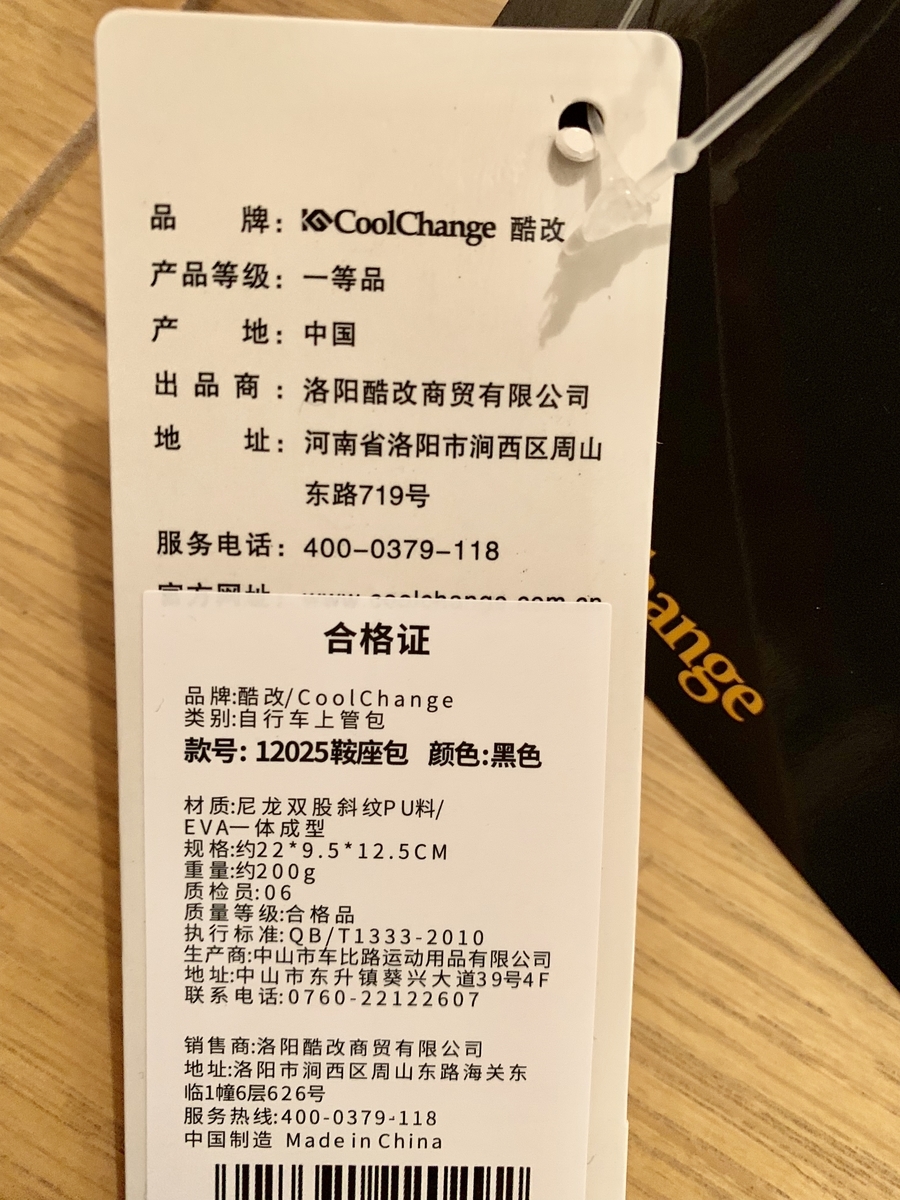 品牌：CoolChange 酷改
产品等级：一等品
产地：中国
出品商：洛阳酷改商贸有限公司
地址：河南省洛阳市涧西区周山
东路719号
服务电话：400-0379-118
官方网址：www.coolchange.com.cn
合格证
品牌:酷改/CoolChange
类别:自行车上管包
款号: 12025鞍座包 颜色:黑色
材质:尼龙双股斜纹PU料/
EVA一体成型
规格:约22*9.5*12.5CM
重量:约200g
质检员:06
质量等级:合格品
执行标准:QB/T1333-2010
生产商:中山市车比路运动用品有限公司
地址:中山市东升镇葵兴大道39号4F
联系电话:0760-22122607
销售商:洛阳酷改商贸有限公司
地址:洛阳市涧西区周山东路海关东
临1幢6层626号
服务热线:400-0379-118
中国制造 Made in China
ange